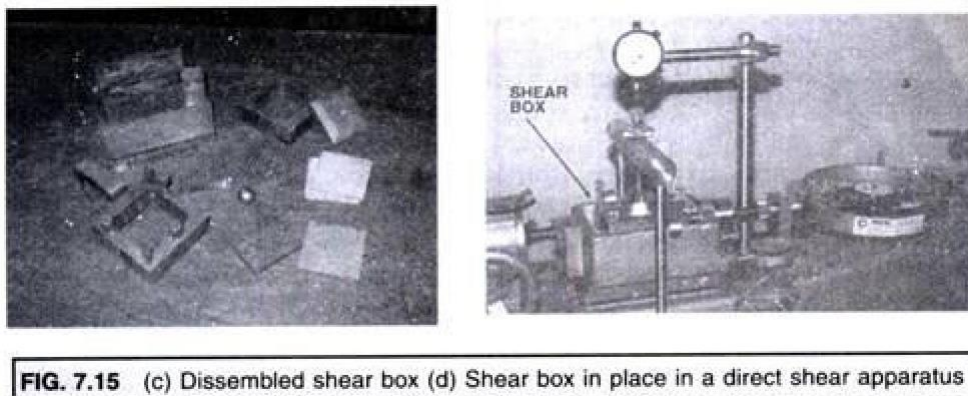 SHEAR
BOX
FIG. 7.15 (c) Dissembled shear box (d) Shear box in place in a direct shear apparatus